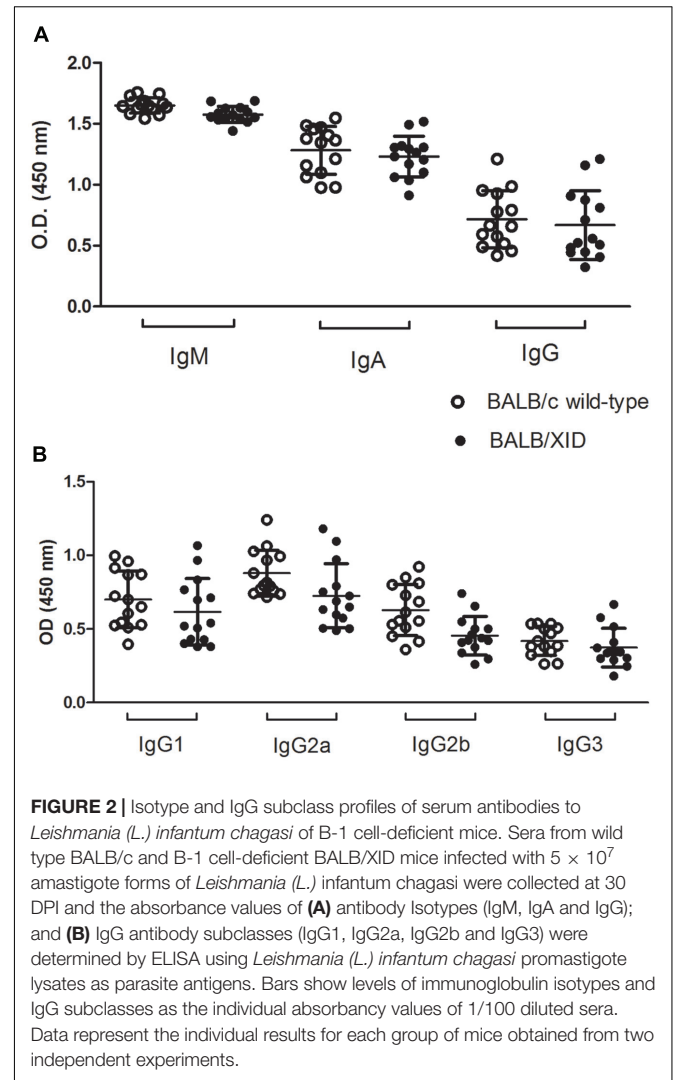 A
2.0
1.5
1.0
0.5
0.0
O.D. (450 nm)
IgM
IgA
IgG
BALB/c wild-type
BALB/XID
B
1.5
1.0
0.5
0.0
OD (450 nm)
IgG1
IgG2a
IgG2b
IgG3
FIGURE 2 | Isotype and IgG subclass profiles of serum antibodies to
Leishmania (L.) infantum chagasi of B-1 cell-deficient mice. Sera from wild
type BALB/c and B-1 cell-deficient BALB/XID mice infected with 5 × 10⁷
amastigote forms of Leishmania (L.) infantum chagasi were collected at 30
DPI and the absorbance values of (A) antibody Isotypes (IgM, IgA and IgG);
and (B) IgG antibody subclasses (IgG1, IgG2a, IgG2b and IgG3) were
determined by ELISA using Leishmania (L.) infantum chagasi promastigote
lysates as parasite antigens. Bars show levels of immunoglobulin isotypes and
IgG subclasses as the individual absorbancy values of 1/100 diluted sera.
Data represent the individual results for each group of mice obtained from two
independent experiments.